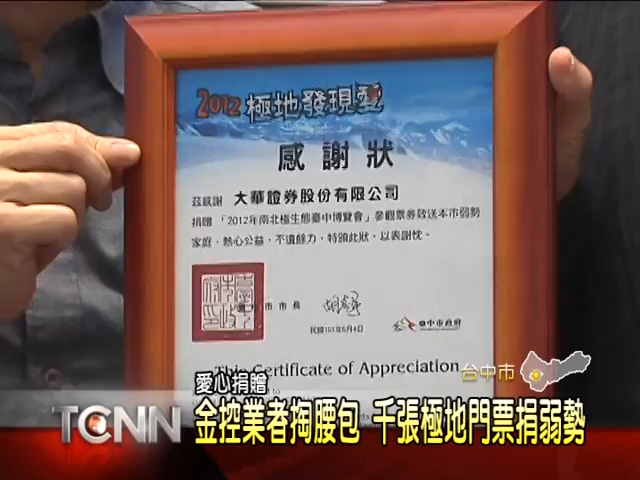 2012極地發現愛
感謝狀
茲感謝 大華證券股份有限公司
捐贈「2012年南北極生態臺中博覽會」參觀票券致送本市弱勢
家庭，熱心公益，不遺餘力，特頒此狀，以表謝忱。
市長
民國101年6月4日
臺中市政府
This Certificate of Appreciation
台中市
愛心捐贈
TCNN
金控業者掏腰包 千張極地門票捐弱勢